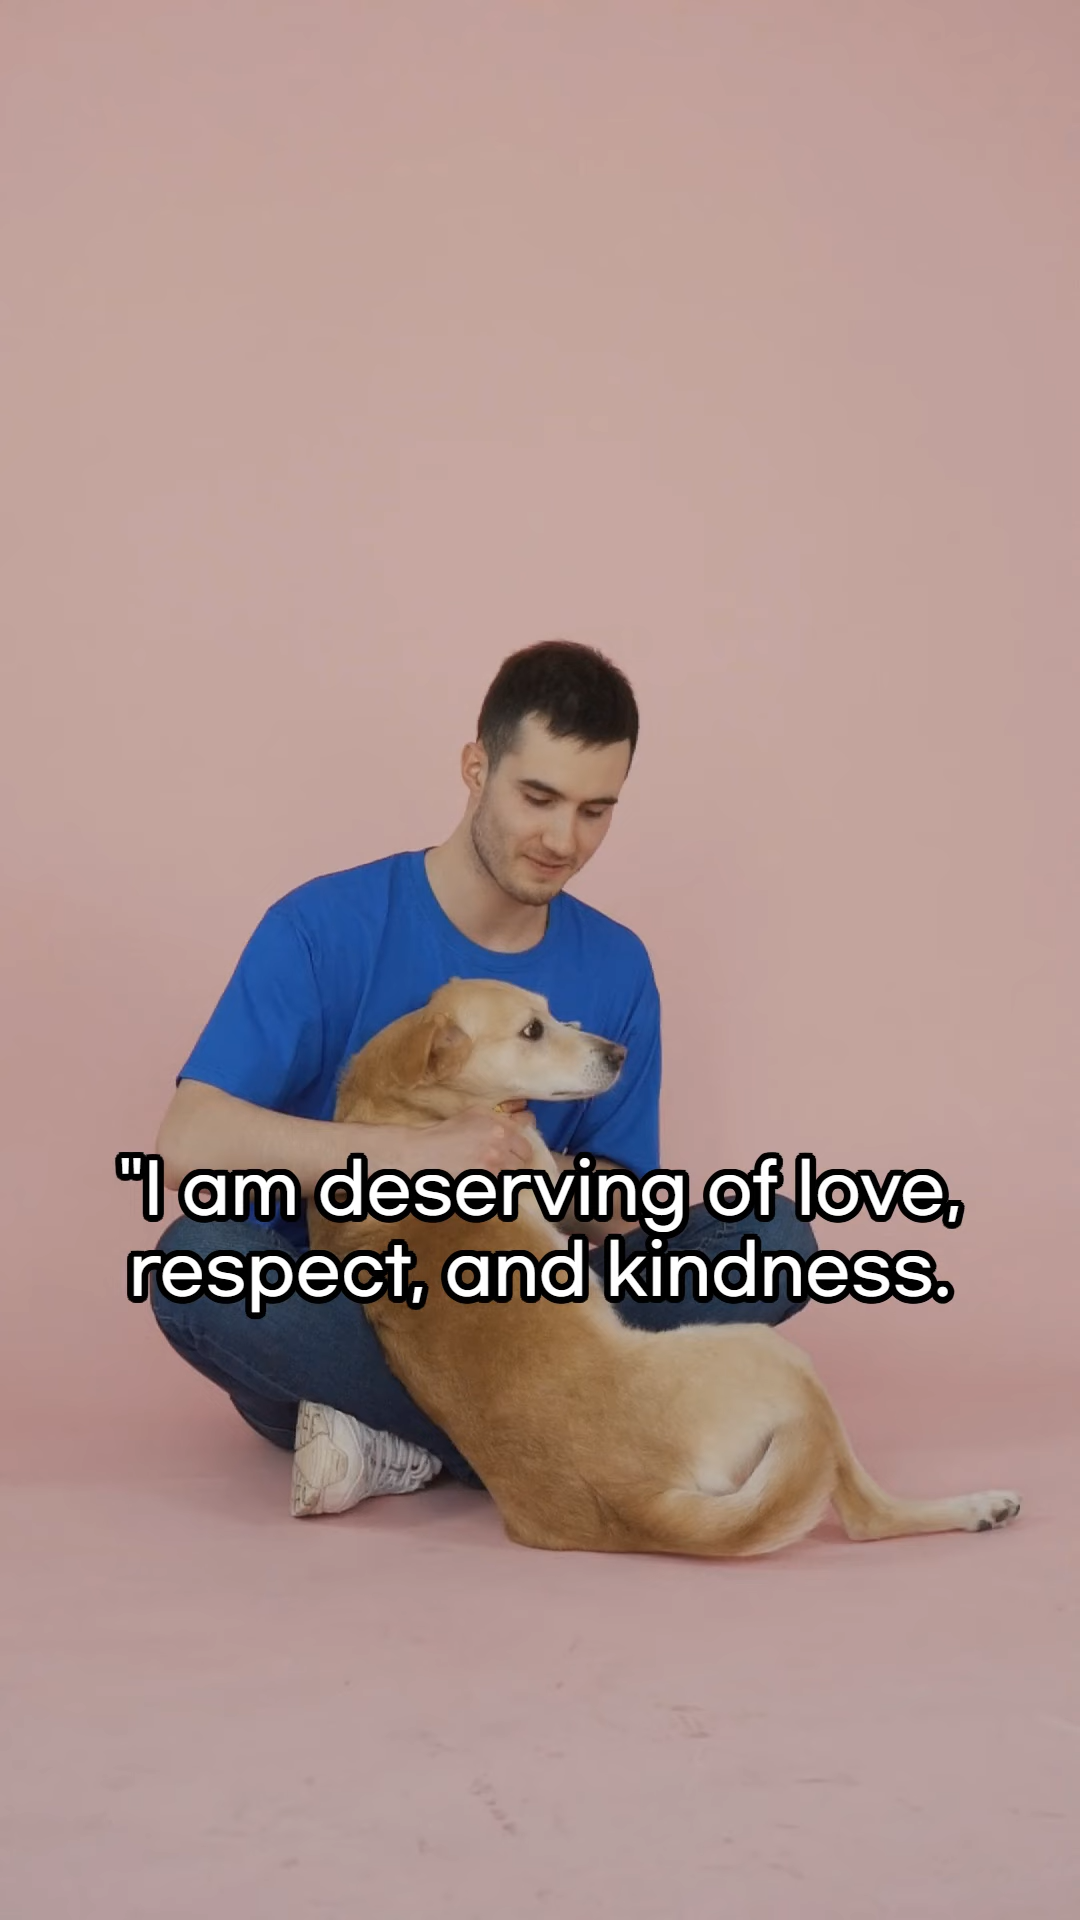 "I am deserving of love,
respect, and kindness.